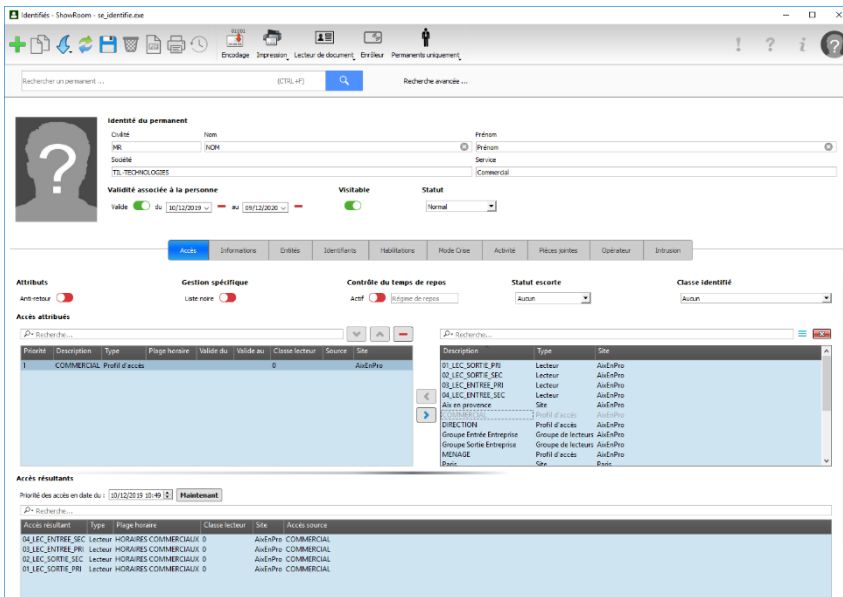 Identifiés - ShowRoom - se_identifie.exe
01001
Encodage Impression Lecteur de document Enrôleur Permanents uniquement
Rechercher un permanent ... (CTRL+F) Recherche avancée ...
Identité du permanent
Civilité Nom Prénom
MR NOM Prénom
Société Service
TIL-TECHNOLOGIES Commercial
Validité associée à la personne Visitable Statut
Valide du 10/12/2019 au 09/12/2020 Normal
Accès Informations Entités Identifiants Habilitations Mode Crise Activité Pièces jointes Opérateur Intrusion
Attributs Gestion spécifique Contrôle du temps de repos Statut escorte Classe identifié
Anti-retour Liste noire Actif Régime de repos Aucun Aucun
Accès attribués
Recherche... Recherche...
Priorité Description Type Plage horaire Valide du Valide au Classe lecteur Source Site Description Type Site
1 COMMERCIAL Profil d'accès 0 AixEnPro 01_LEC_SORTIE_PRI Lecteur AixEnPro
02_LEC_SORTIE_SEC Lecteur AixEnPro
03_LEC_ENTREE_PRI Lecteur AixEnPro
04_LEC_ENTREE_SEC Lecteur AixEnPro
Aix en provence Site AixEnPro
COMMERCIAL Profil d'accès AixEnPro
DIRECTION Profil d'accès AixEnPro
Groupe Entrée Entreprise Groupe de lecteurs AixEnPro
Groupe Sortie Entreprise Groupe de lecteurs AixEnPro
MENAGE Profil d'accès AixEnPro
Paris Site Paris
Accès résultants
Priorité des accès en date du : 10/12/2019 10:49 Maintenant
Recherche...
Accès résultant Type Plage horaire Classe lecteur Site Accès source
04_LEC_ENTREE_SEC Lecteur HORAIRES COMMERCIAUX 0 AixEnPro COMMERCIAL
03_LEC_ENTREE_PRI Lecteur HORAIRES COMMERCIAUX 0 AixEnPro COMMERCIAL
02_LEC_SORTIE_SEC Lecteur HORAIRES COMMERCIAUX 0 AixEnPro COMMERCIAL
01_LEC_SORTIE_PRI Lecteur HORAIRES COMMERCIAUX 0 AixEnPro COMMERCIAL